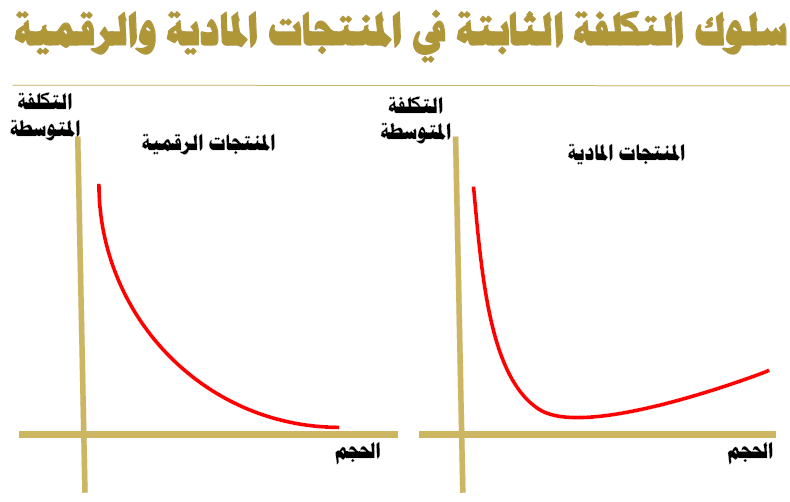 سلوك التكلفة الثابتة في المنتجات المادية والرقمية
التكلفة
المتوسطة
المنتجات المادية
الحجم
التكلفة
المتوسطة
المنتجات الرقمية
الحجم